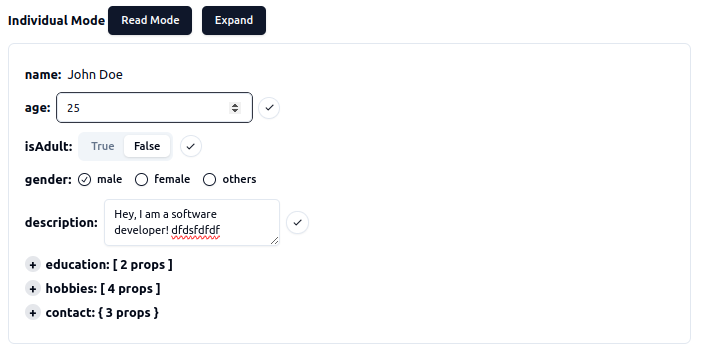 Individual Mode Read Mode Expand
name: John Doe
age: 25
isAdult: True False
gender: male female others
description: Hey, I am a software
developer! dfdsfdfdf
+ education: [ 2 props ]
+ hobbies: [ 4 props ]
+ contact: { 3 props }